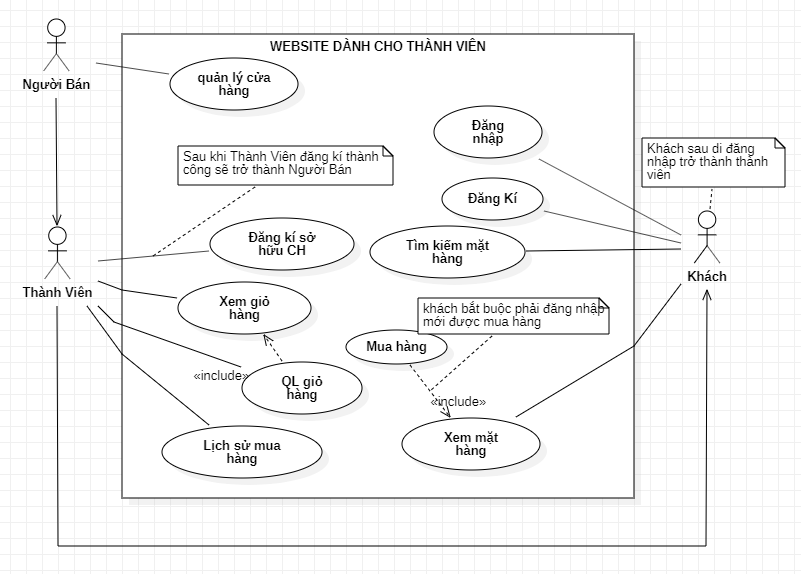 WEBSITE DÀNH CHO THÀNH VIÊN
Người Bán
quản lý cửa
hàng
Đăng
nhập
Sau khi Thành Viên đăng kí thành
công sẽ trở thành Người Bán
Khách sau di đăng
nhập trở thành thành
viên
Đăng Kí
Đăng kí sở
hữu CH
Tìm kiếm mặt
hàng
Khách
Thành Viên
Xem giỏ
hàng
khách bắt buộc phải đăng nhập
mới được mua hàng
Mua hàng
«include»
QL giỏ
hàng
«include»
Lịch sử mua
hàng
Xem mặt
hàng